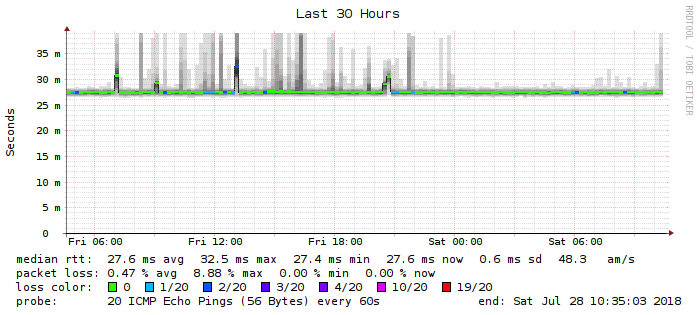 Last 30 Hours
RRDTOOL / TOBI OETIKER
Seconds
35 m
30 m
25 m
20 m
15 m
10 m
5 m
0
Fri 06:00 Fri 12:00 Fri 18:00 Sat 00:00 Sat 06:00
median rtt: 27.6 ms avg 32.5 ms max 27.4 ms min 27.6 ms now 0.6 ms sd 48.3 am/s
packet loss: 0.47 % avg 8.88 % max 0.00 % min 0.00 % now
loss color: 0 1/20 2/20 3/20 4/20 10/20 19/20
probe: 20 ICMP Echo Pings (56 Bytes) every 60s end: Sat Jul 28 10:35:03 2018